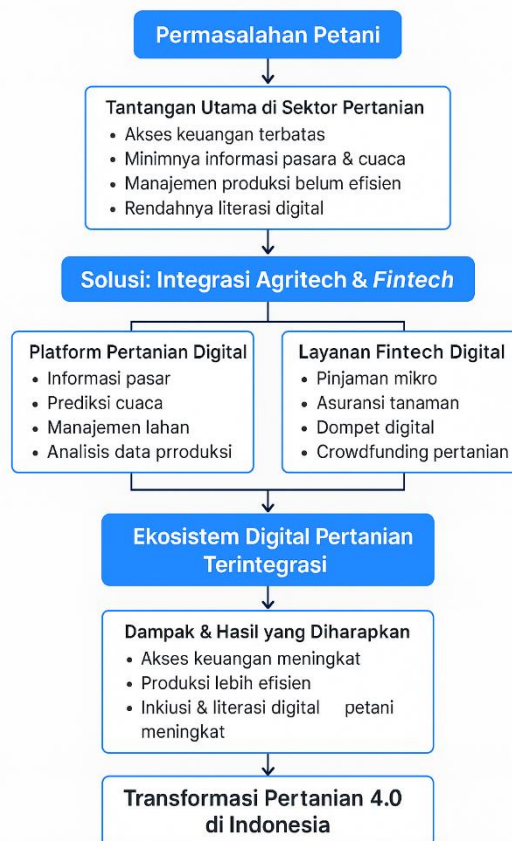 Permasalahan Petani
Tantangan Utama di Sektor Pertanian
• Akses keuangan terbatas
• Minimnya informasi pasara & cuaca
• Manajemen produksi belum efisien
• Rendahnya literasi digital
Solusi: Integrasi Agritech & Fintech
Platform Pertanian Digital
• Informasi pasar
• Prediksi cuaca
• Manajemen lahan
• Analisis data prroduksi
Layanan Fintech Digital
• Pinjaman mikro
• Asuransi tanaman
• Dompet digital
• Crowdfunding pertanian
Ekosistem Digital Pertanian
Terintegrasi
Dampak & Hasil yang Diharapkan
• Akses keuangan meningkat
• Produksi lebih efisien
• Inkiusi & literasi digital petani
meningkat
Transformasi Pertanian 4.0
di Indonesia